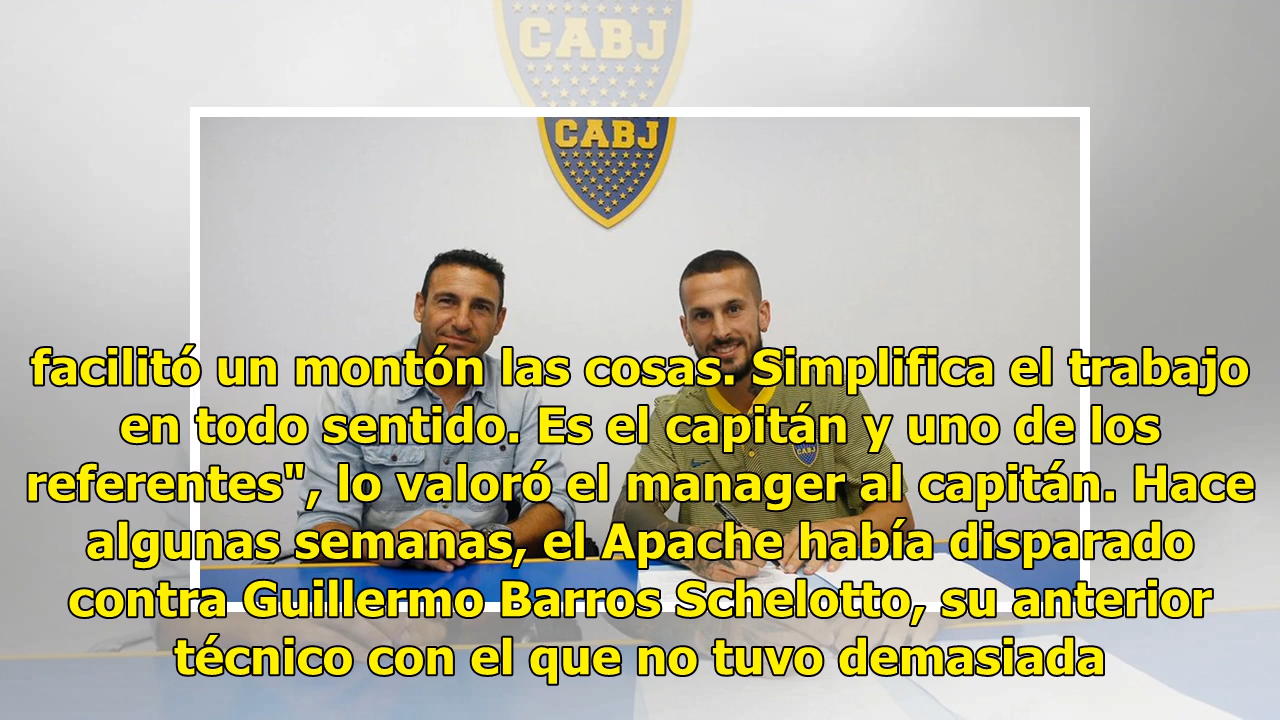 CABJ
CABJ
facilitó un montón las cosas. Simplifica el trabajo
en todo sentido. Es el capitán y uno de los
CABJ
referentes", lo valoró el manager al capitán. Hace
algunas semanas, el Apache había disparado
contra Guillermo Barros Schelotto, su anterior
técnico con el que no tuvo demasiada